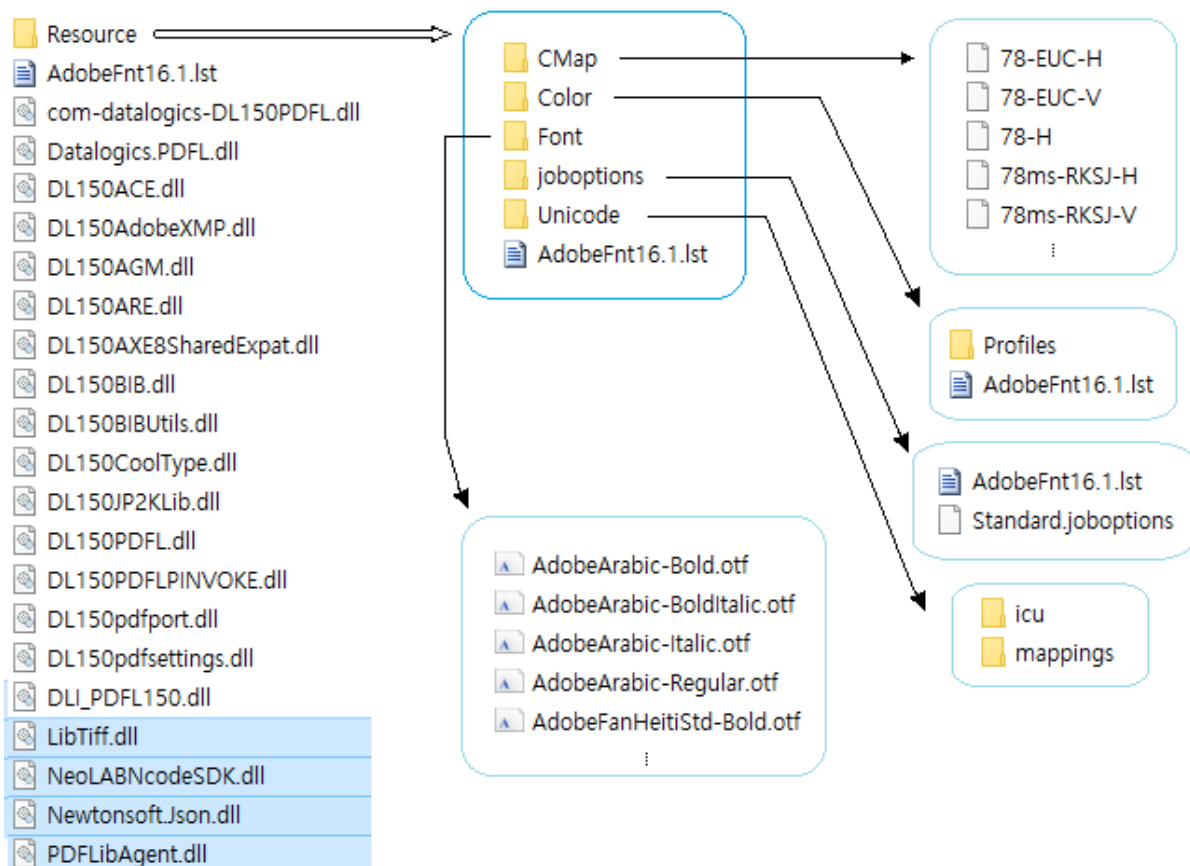 Resource
AdobeFnt16.1.lst
com-datalogics-DL150PDFL.dll
Datalogics.PDFL.dll
DL150ACE.dll
DL150AdobeXMP.dll
DL150AGM.dll
DL150ARE.dll
DL150AXE8SharedExpat.dll
DL150BIB.dll
DL150BIBUtils.dll
DL150CoolType.dll
DL150JP2KLib.dll
DL150PDFL.dll
DL150PDFLPINVOKE.dll
DL150pdfport.dll
DL150pdfsettings.dll
DLI_PDFL150.dll
LibTiff.dll
NeoLABNcodeSDK.dll
Newtonsoft.Json.dll
PDFLibAgent.dll
CMap
Color
Font
joboptions
Unicode
AdobeFnt16.1.lst
78-EUC-H
78-EUC-V
78-H
78ms-RKSJ-H
78ms-RKSJ-V
Profiles
AdobeFnt16.1.lst
AdobeFnt16.1.lst
Standard.joboptions
icu
mappings
AdobeArabic-Bold.otf
AdobeArabic-BoldItalic.otf
AdobeArabic-Italic.otf
AdobeArabic-Regular.otf
AdobeFanHeitiStd-Bold.otf